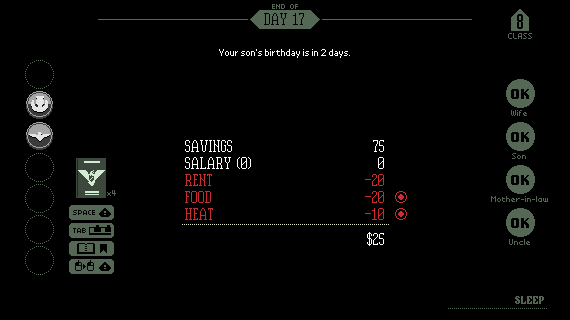 END OF
DAY 17
8
CLASS
Your son's birthday is in 2 days.
OK
Wife
OK
Son
OK
Mother-in-law
OK
Uncle
SAVINGS 75
SALARY (0) 0
RENT -20
FOOD -20
HEAT -10
$25
x4
SPACE
TAB
SLEEP